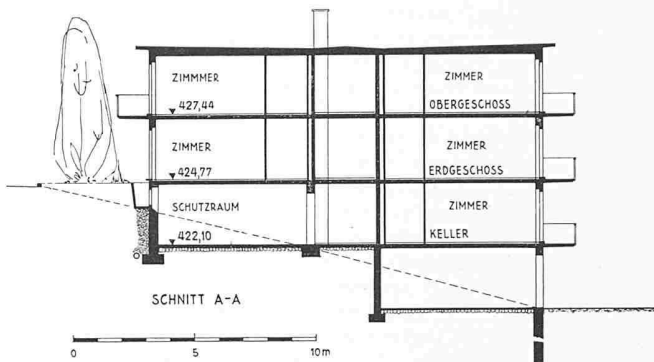 ZIMMMER
ZIMMER
427,44
OBERGESCHOSS
ZIMMER
ZIMMER
424,77
ERDGESCHOSS
SCHUTZRAUM
ZIMMER
422,10
KELLER
SCHNITT A-A
0 5 10 m